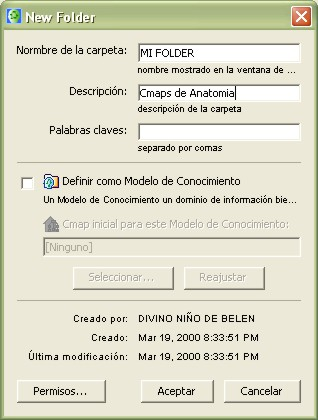 New Folder
Nombre de la carpeta: MI FOLDER
nombre mostrado en la ventana de ...
Descripción: Cmaps de Anatomia
descripción de la carpeta
Palabras claves:
separado por comas
Definir como Modelo de Conocimiento
Un Modelo de Conocimiento un dominio de información bie...
Cmap inicial para este Modelo de Conocimiento:
[Ninguno]
Seleccionar... Reajustar
Creado por: DIVINO NIÑO DE BELEN
Creado: Mar 19, 2000 8:33:51 PM
Última modificación: Mar 19, 2000 8:33:51 PM
Permisos... Aceptar Cancelar